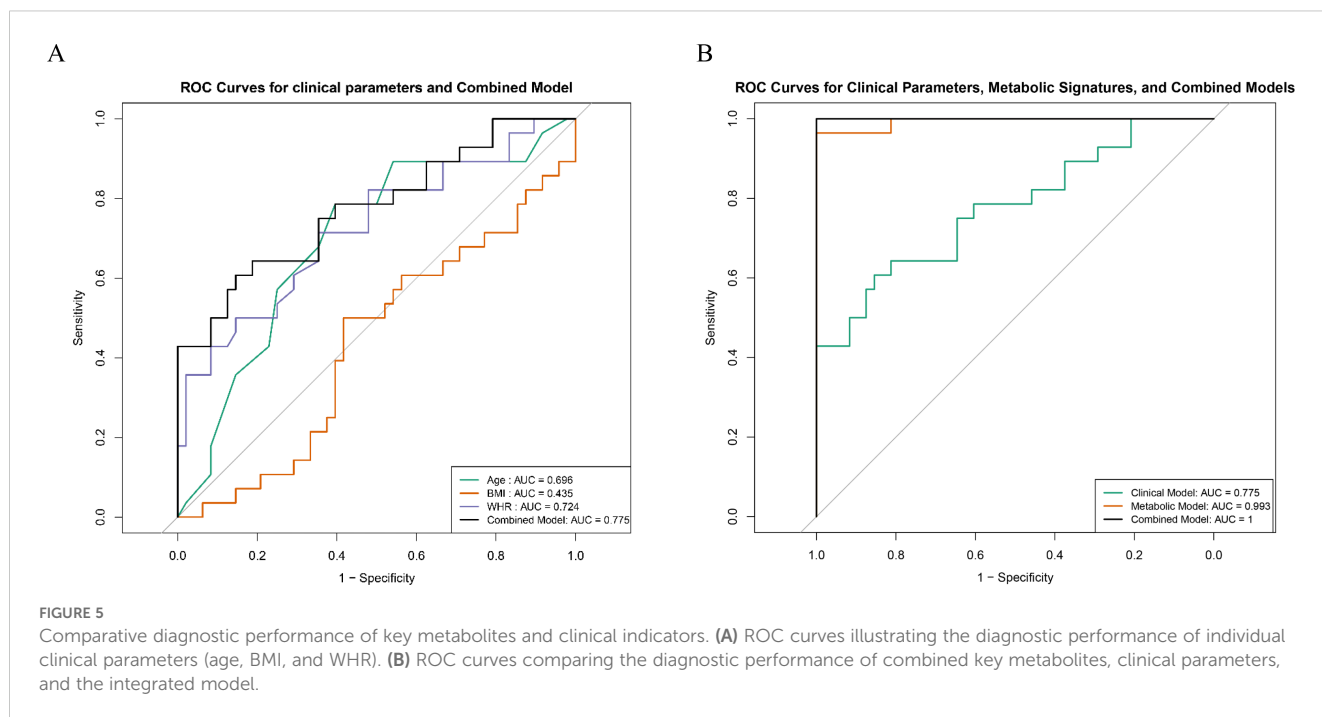 A
ROC Curves for clinical parameters and Combined Model
Sensitivity
1.0
0.8
0.6
0.4
0.2
0.0
Age : AUC = 0.696
BMI : AUC = 0.435
WHR : AUC = 0.724
Combined Model: AUC = 0.775
0.0 0.2 0.4 0.6 0.8 1.0
1 − Specificity
B
ROC Curves for Clinical Parameters, Metabolic Signatures, and Combined Models
Sensitivity
1.0
0.8
0.6
0.4
0.2
0.0
Clinical Model: AUC = 0.775
Metabolic Model: AUC = 0.993
Combined Model: AUC = 1
1.0 0.8 0.6 0.4 0.2 0.0
1 − Specificity
FIGURE 5
Comparative diagnostic performance of key metabolites and clinical indicators. (A) ROC curves illustrating the diagnostic performance of individual
clinical parameters (age, BMI, and WHR). (B) ROC curves comparing the diagnostic performance of combined key metabolites, clinical parameters,
and the integrated model.